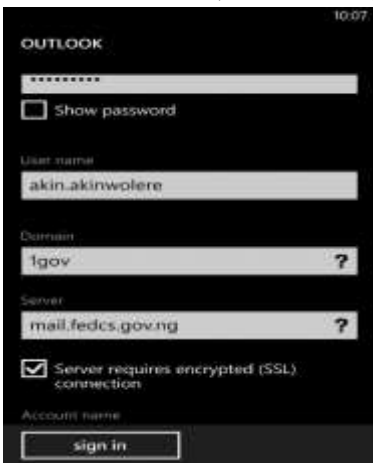 10:07
OUTLOOK
•••••••••
Show password
User name
akin.akinwolere
Domain
1gov
?
Server
mail.fedcs.gov.ng
?
Server requires encrypted (SSL)
connection
Account name
sign in